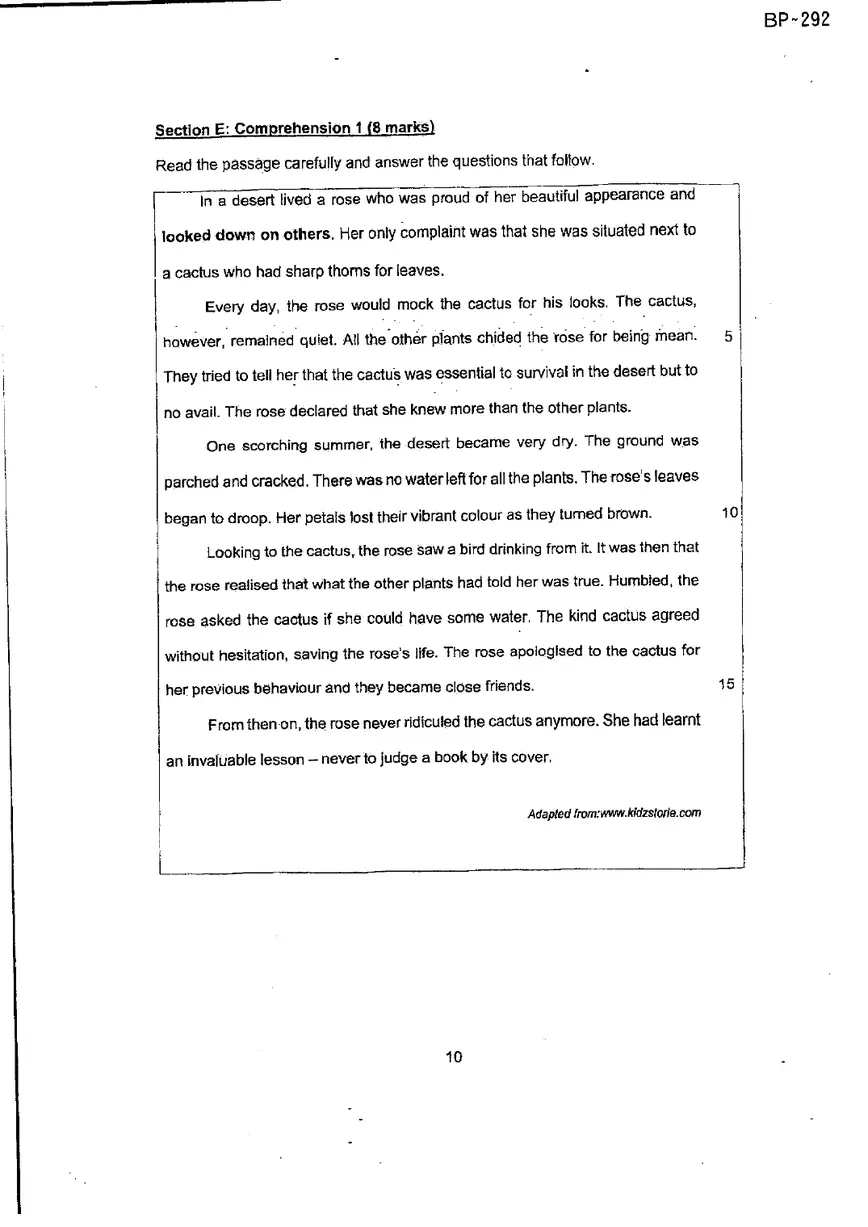 BP-292
Section E: Comprehension 1 (8 marks)
Read the passage carefully and answer the questions that follow.
In a desert lived a rose who was proud of her beautiful appearance and
looked down on others. Her only complaint was that she was situated next to
a cactus who had sharp thorns for leaves.
Every day, the rose would mock the cactus for his looks. The cactus,
however, remained quiet. All the other plants chided the rose for being mean. 5
They tried to tell her that the cactus was essential to survival in the desert but to
no avail. The rose declared that she knew more than the other plants.
One scorching summer, the desert became very dry. The ground was
parched and cracked. There was no water left for all the plants. The rose's leaves
began to droop. Her petals lost their vibrant colour as they turned brown. 10
Looking to the cactus, the rose saw a bird drinking from it. It was then that
the rose realised that what the other plants had told her was true. Humbled, the
rose asked the cactus if she could have some water. The kind cactus agreed
without hesitation, saving the rose's life. The rose apologised to the cactus for
her previous behaviour and they became close friends. 15
From then on, the rose never ridiculed the cactus anymore. She had learnt
an invaluable lesson – never to judge a book by its cover.
Adapted from:www.kidzstorie.com
10